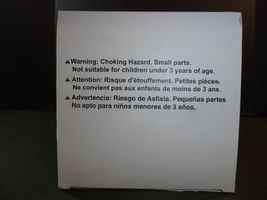 ⚠Warning: Choking Hazard. Small parts.
Not suitable for children under 3 years of age.
⚠Attention: Risque d'étouffement. Petites pièces.
Ne convient pas aux enfants de moins de 3 ans.
⚠Advertencia: Riesgo de Asfixia. Pequeñas partes
No apto para niños menores de 3 años.